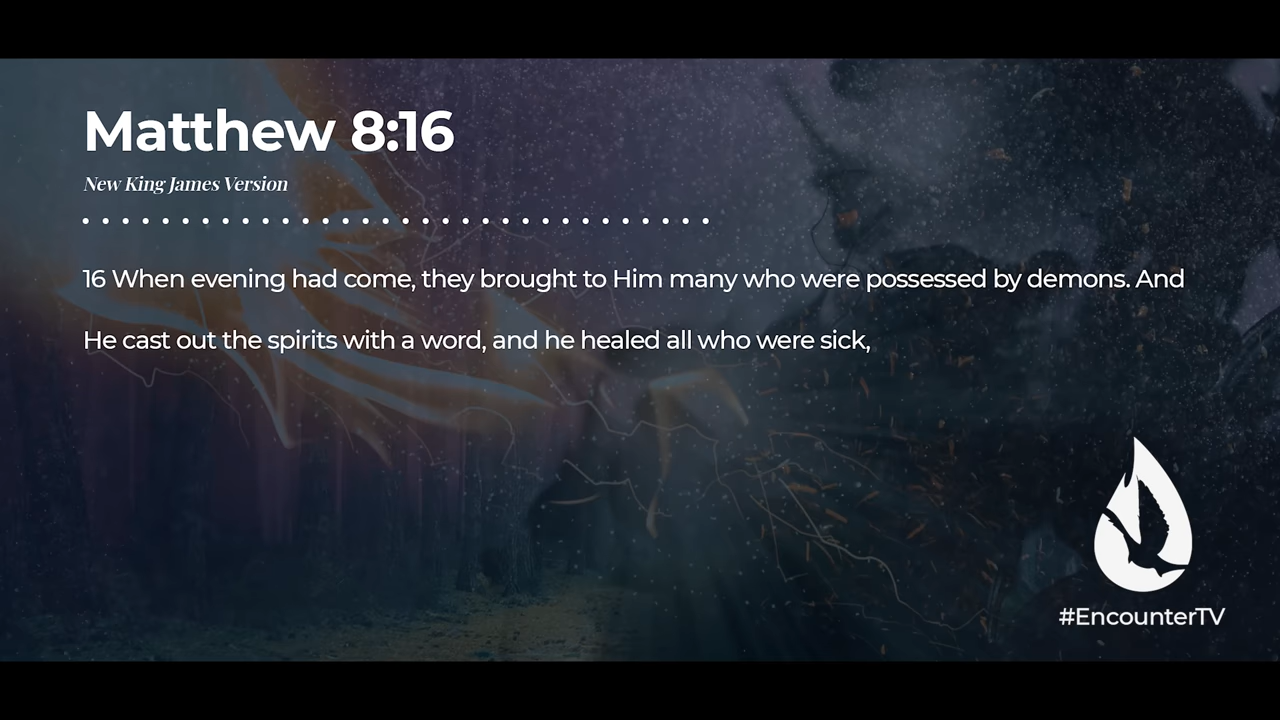 Matthew 8:16
New King James Version
16 When evening had come, they brought to Him many who were possessed by demons. And
He cast out the spirits with a word, and he healed all who were sick,
#EncounterTV